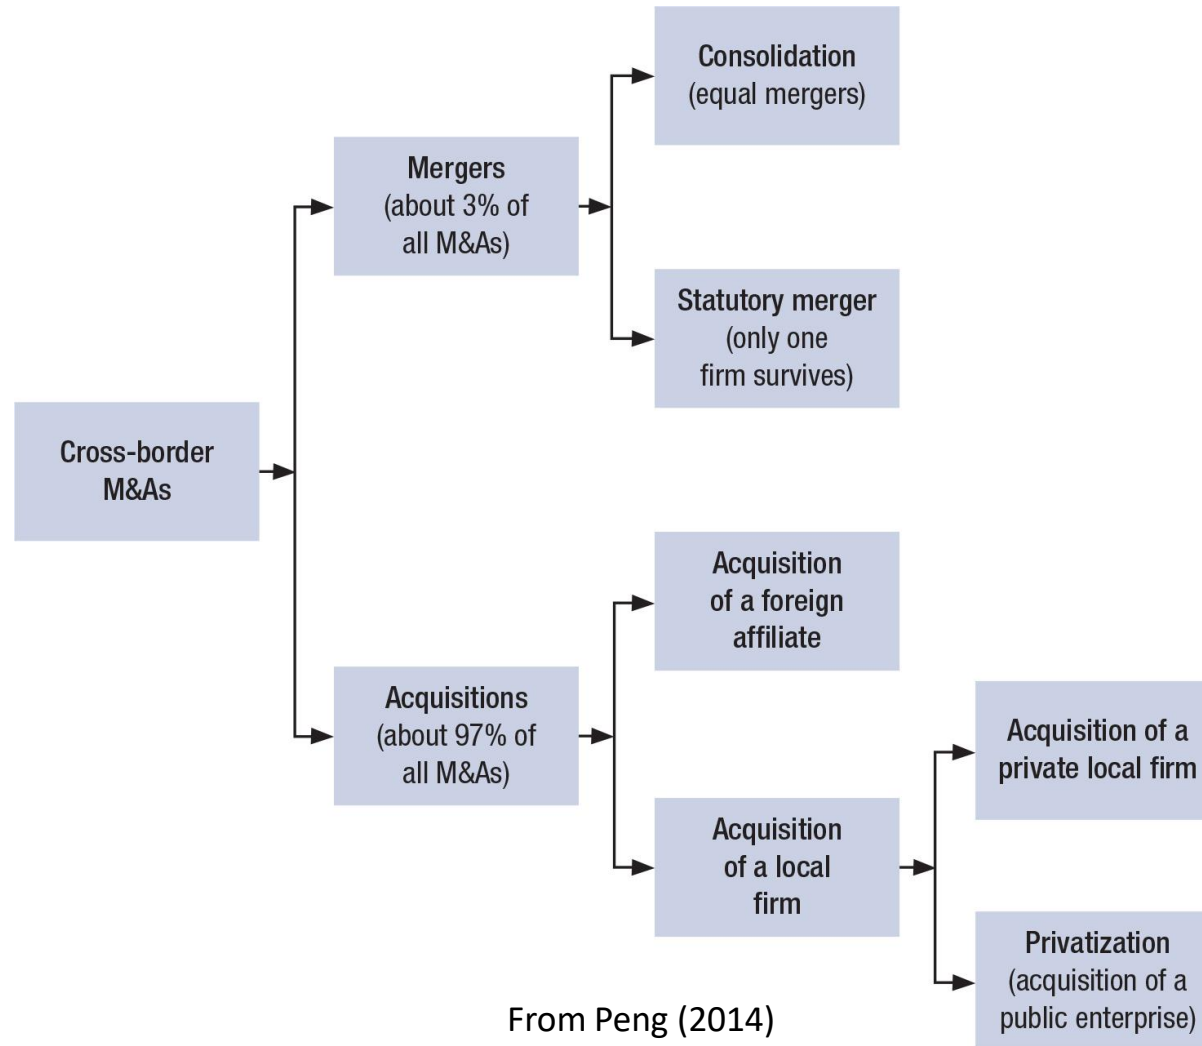 Consolidation
(equal mergers)
Mergers
(about 3% of
all M&As)
Statutory merger
(only one
firm survives)
Cross-border
M&As
Acquisition
of a foreign
affiliate
Acquisitions
(about 97% of
all M&As)
Acquisition of a
private local firm
Acquisition
of a local
firm
Privatization
(acquisition of a
public enterprise)
From Peng (2014)